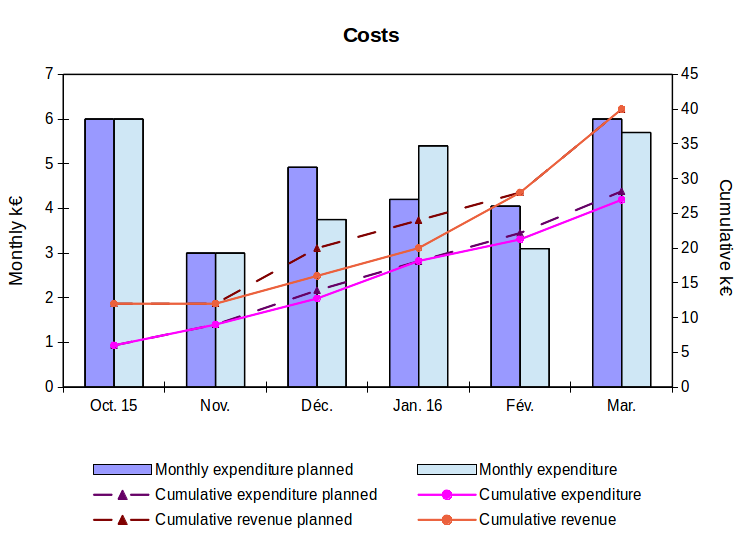 Costs
7 45
40
6
35
5
30
4 25
3 20
15
2
10
1
5
0 0
Monthly k€
Cumulative k€
Oct. 15 Nov. Déc. Jan. 16 Fév. Mar.
Monthly expenditure planned Monthly expenditure
Cumulative expenditure planned Cumulative expenditure
Cumulative revenue planned Cumulative revenue